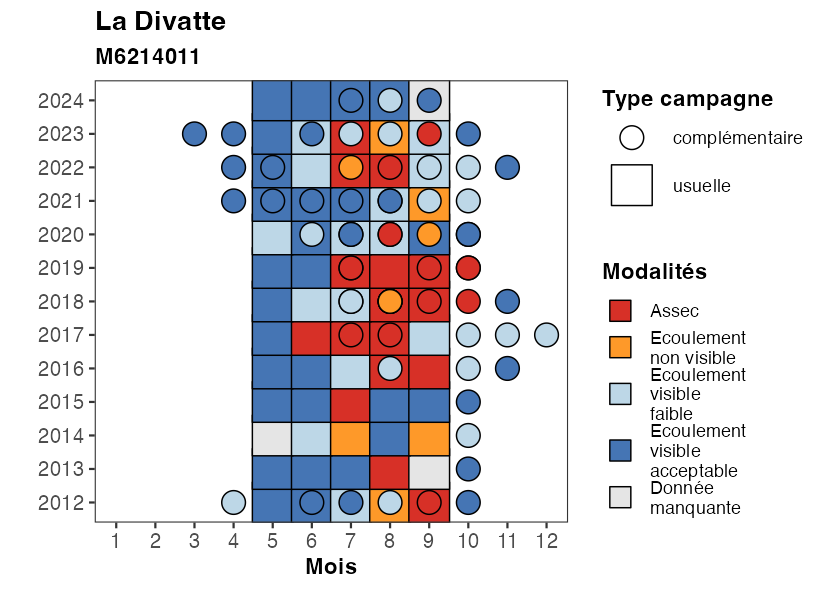 La Divatte
M6214011
2024
2023
2022
2021
2020
2019
2018
2017
2016
2015
2014
2013
2012
1 2 3 4 5 6 7 8 9 10 11 12
Mois
Type campagne
complémentaire
usuelle
Modalités
Assec
Ecoulement
non visible
Ecoulement
visible
faible
Ecoulement
visible
acceptable
Donnée
manquante